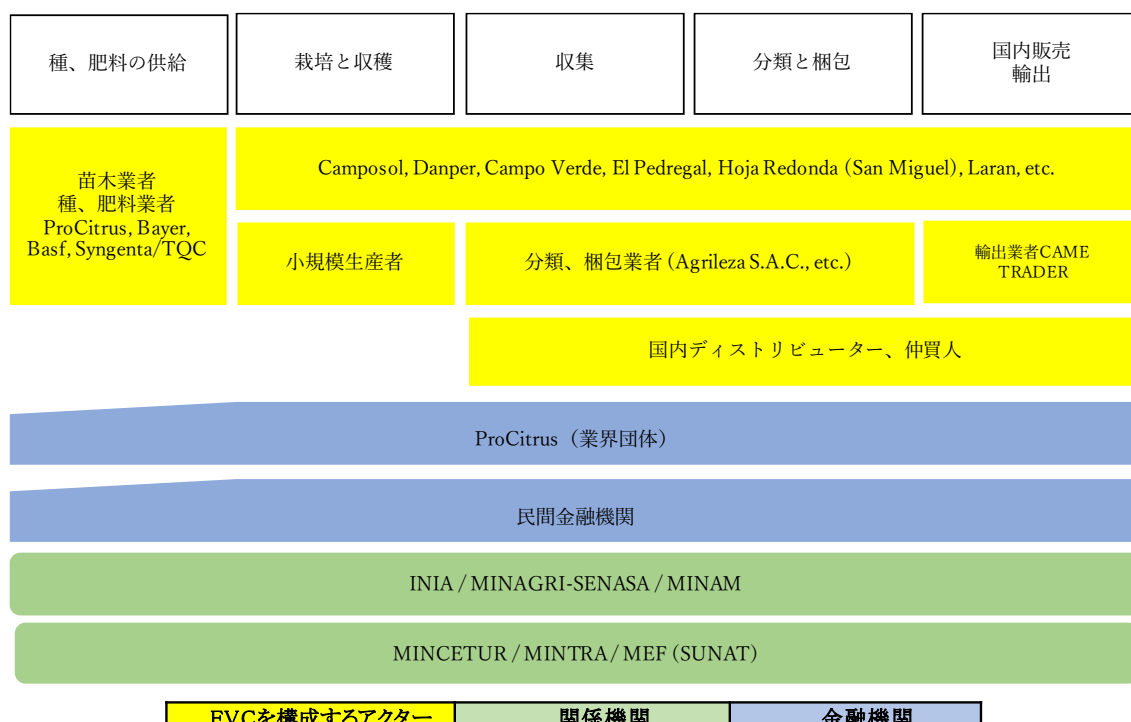 種、肥料の供給
栽培と収穫
収集
分類と梱包
国内販売
輸出
苗木業者
種、肥料業者
ProCitrus, Bayer,
Basf, Syngenta/TQC
Camposol, Danper, Campo Verde, El Pedregal, Hoja Redonda (San Miguel), Laran, etc.
小規模生産者
分類、梱包業者 (Agrileza S.A.C., etc.)
輸出業者CAME
TRADER
国内ディストリビューター、仲買人
ProCitrus（業界団体）
民間金融機関
INIA / MINAGRI-SENASA / MINAM
MINCETUR / MINTRA / MEF (SUNAT)
FVCを構成するアクター
関係機関
金融機関